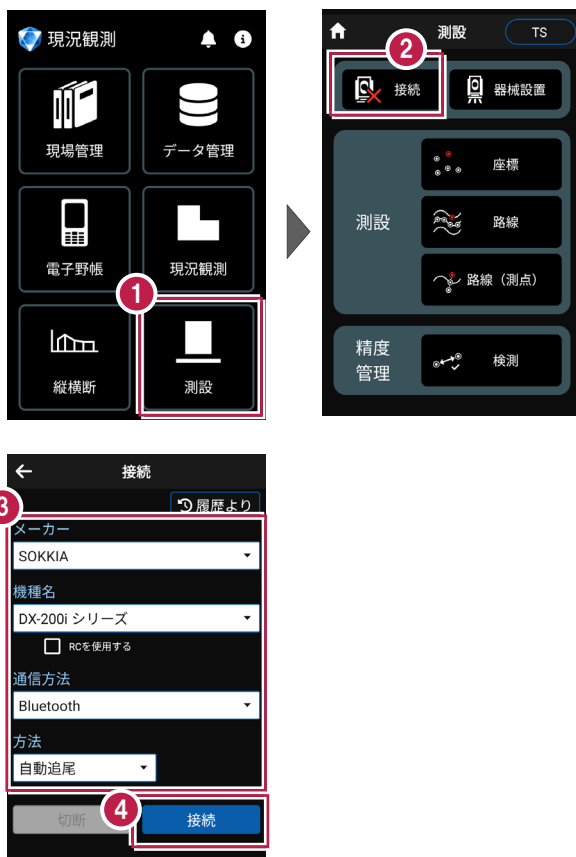 現況観測
現場管理
データ管理
電子野帳
現況観測
1
縦横断
測設
測設
TS
2
接続
器械設置
測設
座標
路線
路線（測点）
精度
管理
検測
接続
履歴より
3
メーカー
SOKKIA
機種名
DX-200i シリーズ
RCを使用する
通信方法
Bluetooth
方法
自動追尾
切断
4
接続